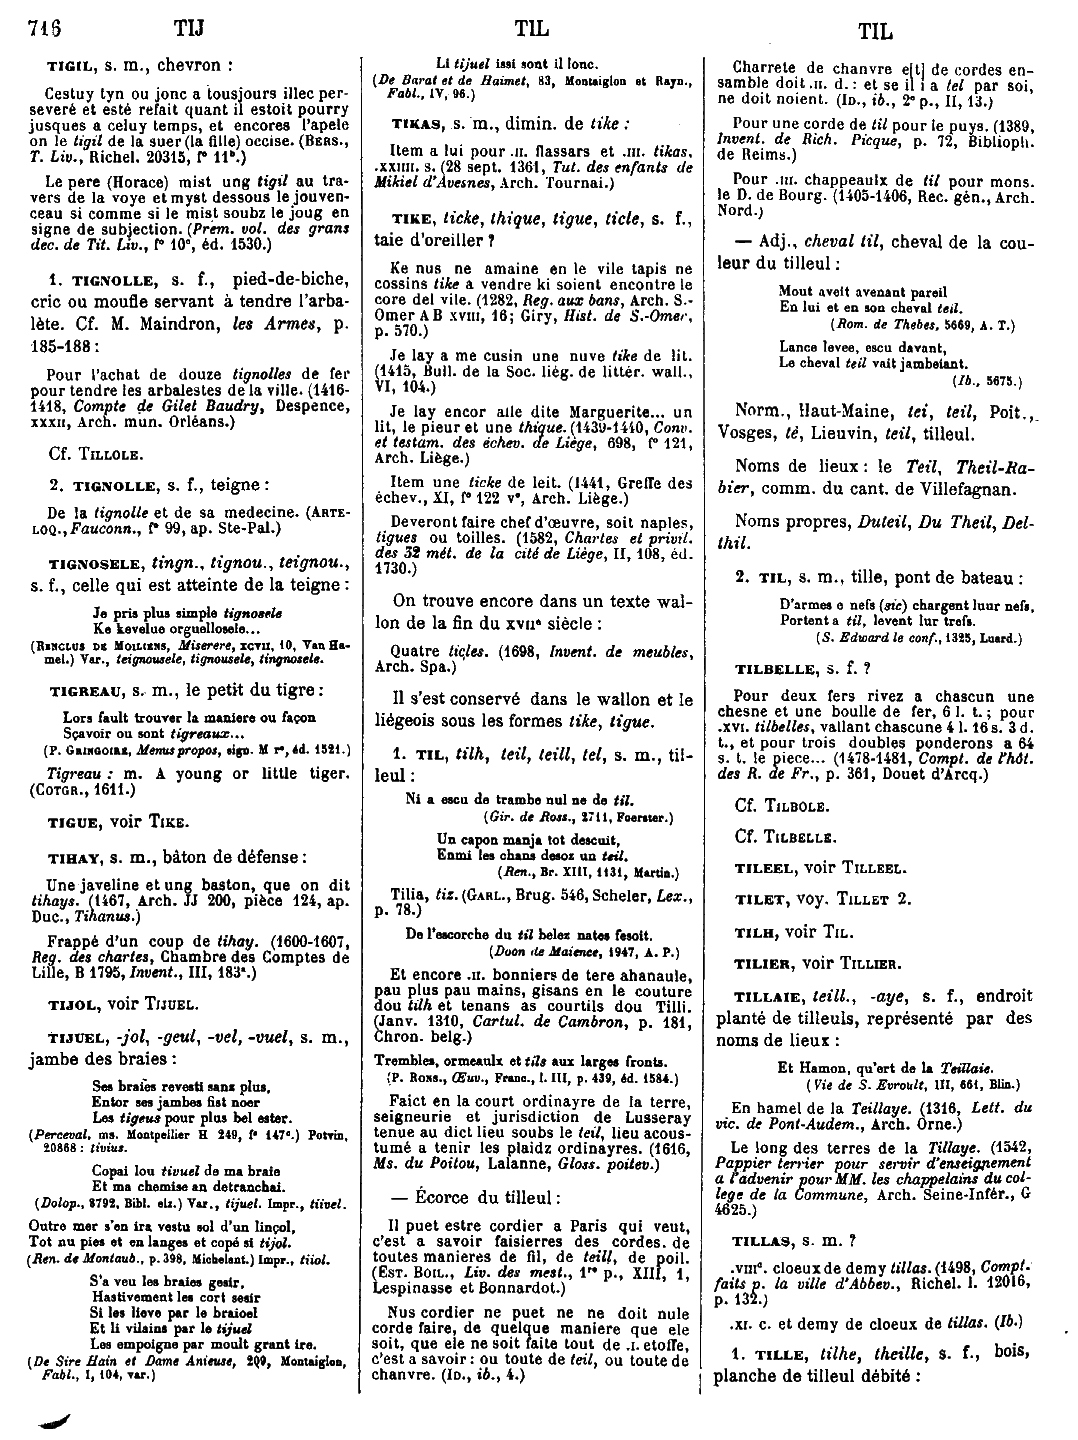 716 TIJ TIL TIL
TIGIL, s. m., chevron :
Cestuy tyn ou jonc a tousjours illec per-
severé et esté refait quant il estoit pourry
jusques a celuy temps, et encores l'apele
on le tigil de la suer (la fille) occise. (BERS.,
T. Liv., Richel. 20315, f° 11ᵇ.)
Le pere (Horace) mist ung tigil au tra-
vers de la voye et myst dessous le jouven-
ceau si comme si le mist soubz le joug en
signe de subjection. (Prem. vol. des grans
dec. de Tit. Liv., f° 10ᶜ, éd. 1530.)
1. TIGNOLLE, s. f., pied-de-biche,
cric ou moufle servant à tendre l'arba-
lète. Cf. M. Maindron, les Armes, p.
185-188 :
Pour l'achat de douze tignolles de fer
pour tendre les arbalestes de la ville. (1416-
1418, Compte de Gilet Baudry, Despence,
XXXII, Arch. mun. Orléans.)
Cf. TILLOLE.
2. TIGNOLLE, s. f., teigne :
De la tignolle et de sa medecine. (ARTE-
LOQ., Fauconn., f° 99, ap. Ste-Pal.)
TIGNOSELE, tingn., tignou., teignou.,
s. f., celle qui est atteinte de la teigne :
Je pris plus simple tignosele
Ke kevelue orguellosele...
(RENCLUS DE MOILIENS, Miserere, XCVII, 10, Van Ha-
mel.) Var., teignousele, tignousele, tingnosele.
TIGREAU, s. m., le petit du tigre :
Lors fault trouver la maniere ou façon
Sçavoir ou sont tigreaux...
(P. GRINGOIRE, Menus propos, sign. M r°, éd. 1521.)
Tigreau : m. A young or little tiger.
(COTGR., 1611.)
TIGUE, voir TIKE.
TIHAY, s. m., bâton de défense :
Une javeline et ung baston, que on dit
tihays. (1467, Arch. JJ 200, pièce 124, ap.
Duc., Tihanus.)
Frappé d'un coup de tihay. (1600-1607,
Reg. des chartes, Chambre des Comptes de
Lille, B 1795, Invent., III, 183ᵃ.)
TIJOL, voir TIJUEL.
TIJUEL, -jol, -geul, -vel, -vuel, s. m.,
jambe des braies :
Ses braies revesti sanz plus,
Entor ses jambes fist noer
Les tigeus pour plus bel ester.
(Perceval, ms. Montpellier H 249, f° 147ᵃ.) Potvin,
20868 : tivius.
Copai lou tivuel de ma braie
Et ma chemise an detranchai.
(Dolop., 8792, Bibl. elz.) Var., tijuel. Impr., tiivel.
Outre mer s'en ira vestu sol d'un linçol,
Tot nu pies et en langes et copé si tijol.
(Ren. de Montaub., p. 398, Michelant.) Impr., tiiol.
S'a veu les braies gesir,
Hastivement les cort sesir
Si les lieve par le braioel
Et li vilains par le tijuel
Les empoigne par moult grant ire.
(De Sire Hain et Dame Anieuse, 209, Montaiglon,
Fabl., I, 104, var.)
Li tijuel issi sont il lonc.
(De Barat et de Haimet, 83, Montaiglon et Rayn.,
Fabl., IV, 96.)
TIKAS, s. m., dimin. de tike :
Item a lui pour .II. flassars et .III. tikas,
.XXIIII. s. (28 sept. 1361, Tut. des enfants de
Mikiel d'Avesnes, Arch. Tournai.)
TIKE, ticke, thique, tigue, ticle, s. f.,
taie d'oreiller ?
Ke nus ne amaine en le vile tapis ne
cossins tike a vendre ki soient encontre le
core del vile. (1282, Reg. aux bans, Arch. S.-
Omer AB XVIII, 16; Giry, Hist. de S.-Omer,
p. 570.)
Je lay a me cusin une nuve tike de lit.
(1415, Bull. de la Soc. liég. de littér. wall.,
VI, 104.)
Je lay encor alle dite Marguerite... un
lit, le pieur et une thique. (1439-1440, Conv.
et testam. des échev. de Liège, 698, f° 121,
Arch. Liège.)
Item une ticke de leit. (1441, Greffe des
échev., XI, f° 122 v°, Arch. Liège.)
Deveront faire chef d'œuvre, soit naples,
tigues ou toilles. (1582, Chartes et privil.
des 32 mét. de la cité de Liège, II, 108, éd.
1730.)
On trouve encore dans un texte wal-
lon de la fin du XVIIᵉ siècle :
Quatre ticles. (1698, Invent. de meubles,
Arch. Spa.)
Il s'est conservé dans le wallon et le
liégeois sous les formes tike, tigue.
1. TIL, tilh, teil, teill, tel, s. m., til-
leul :
Ni a escu de trambe nul ne de til.
(Gir. de Ross., 2711, Foerster.)
Un capon manja tot descuit,
Enmi les chans desoz un teil.
(Ren., Br. XIII, 1131, Martin.)
Tilia, tiz. (GARL., Brug. 546, Scheler, Lex.,
p. 78.)
De l'escorche du til belez nates fesoit.
(Doon de Maience, 1947, A. P.)
Et encore .II. bonniers de tere ahanaule,
pau plus pau mains, gisans en le couture
dou tilh et tenans as courtils dou Tilli.
(Janv. 1310, Cartul. de Cambron, p. 181,
Chron. belg.)
Trembles, ormeaulx et tils aux larges fronts.
(P. RONS., Œuv., Franc., l. III, p. 439, éd. 1584.)
Faict en la court ordinayre de la terre,
seigneurie et jurisdiction de Lusseray
tenue au dict lieu soubs le teil, lieu acous-
tumé a tenir les plaidz ordinayres. (1616,
Ms. du Poitou, Lalanne, Gloss. poitev.)
— Écorce du tilleul :
Il puet estre cordier a Paris qui veut,
c'est a savoir faisierres des cordes. de
toutes manieres de fil, de teill, de poil.
(EST. BOIL., Liv. des mest., 1ʳᵉ p., XIII, 1,
Lespinasse et Bonnardot.)
Nus cordier ne puet ne ne doit nule
corde faire, de quelque maniere que ele
soit, que ele ne soit faite tout de .I. etoffe,
c'est a savoir : ou toute de teil, ou toute de
chanvre. (ID., ib., 4.)
Charrete de chanvre e[t] de cordes en-
samble doit .II. d. : et se il i a tel par soi,
ne doit noient. (ID., ib., 2ᵉ p., II, 13.)
Pour une corde de til pour le puys. (1389,
Invent. de Rich. Picque, p. 72, Biblioph.
de Reims.)
Pour .III. chappeaulx de til pour mons.
le D. de Bourg. (1405-1406, Rec. gén., Arch.
Nord.)
— Adj., cheval til, cheval de la cou-
leur du tilleul :
Mout aveit avenant pareil
En lui et en son cheval teil.
(Rom. de Thebes, 5669, A. T.)
Lance levee, escu davant,
Le cheval teil vait jambeiant.
(Ib., 5675.)
Norm., Haut-Maine, tei, teil, Poit.,
Vosges, tè, Lieuvin, teil, tilleul.
Noms de lieux : le Teil, Theil-Ra-
bier, comm. du cant. de Villefagnan.
Noms propres, Duteil, Du Theil, Del-
thil.
2. TIL, s. m., tille, pont de bateau :
D'armes e nefs (sic) chargent luur nefs,
Portent a til, levent lur trefs.
(S. Edward le conf., 1325, Luard.)
TILBELLE, s. f. ?
Pour deux fers rivez a chascun une
chesne et une boulle de fer, 6 l. t. ; pour
.XVI. tilbelles, vallant chascune 4 l. 16 s. 3 d.
t., et pour trois doubles ponderons a 64
s. t. le piece... (1478-1481, Compt. de l'hôt.
des R. de Fr., p. 361, Douet d'Arcq.)
Cf. TILBOLE.
Cf. TILBELLE.
TILEEL, voir TILLEEL.
TILET, voy. TILLET 2.
TILH, voir TIL.
TILIER, voir TILLIER.
TILLAIE, teill., -aye, s. f., endroit
planté de tilleuls, représenté par des
noms de lieux :
Et Hamon, qu'ert de la Teillaie.
(Vie de S. Evroult, III, 661, Blin.)
En hamel de la Teillaye. (1316, Lett. du
vic. de Pont-Audem., Arch. Orne.)
Le long des terres de la Tillaye. (1542,
Pappier terrier pour servir d'enseignement
a l'advenir pour MM. les chappelains du col-
lege de la Commune, Arch. Seine-Infér., G
4625.)
TILLAS, s. m. ?
.VIIIᶜ. cloeux de demy tillas. (1498, Compt.
faits p. la ville d'Abbev., Richel. l. 12016,
p. 132.)
.XI. c. et demy de cloeux de tillas. (Ib.)
1. TILLE, tilhe, theille, s. f., bois,
planche de tilleul débité :